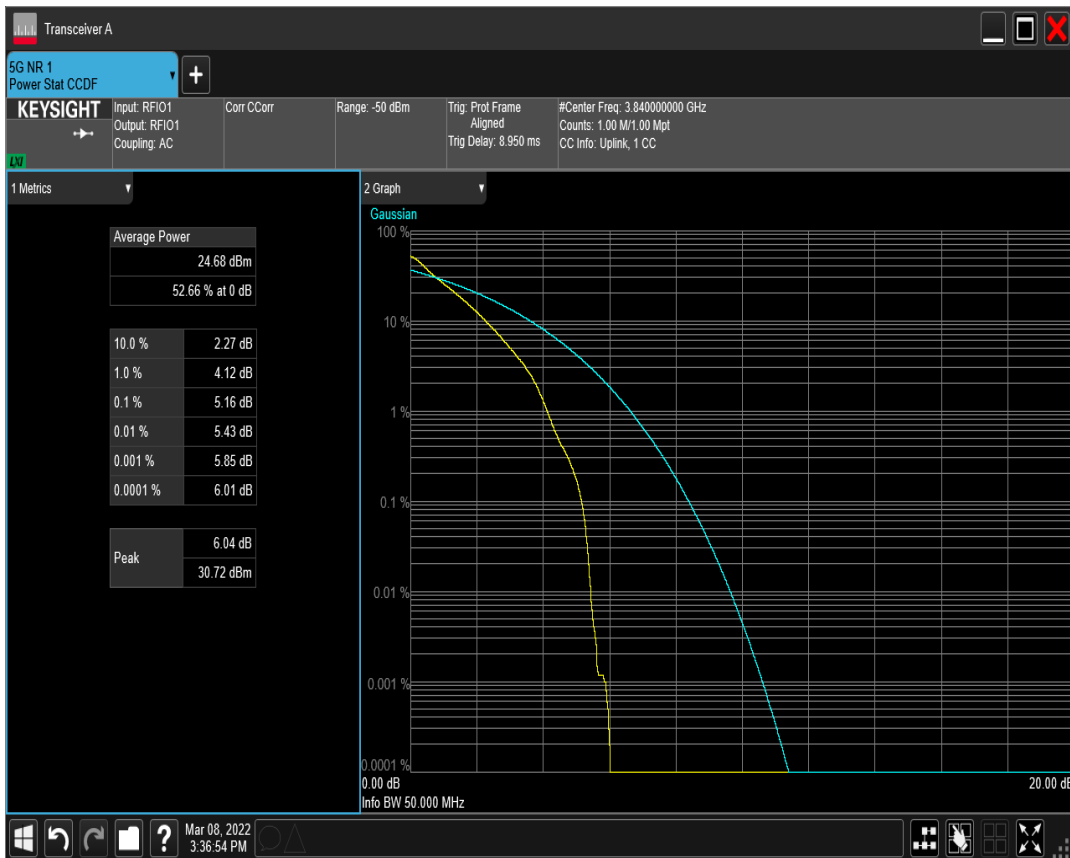 Transceiver A
5G NR 1
Power Stat CCDF
+
KEYSIGHT
LXI
Input: RFIO1
Output: RFIO1
Coupling: AC
Corr CCorr
Range: -50 dBm
Trig: Prot Frame
Aligned
Trig Delay: 8.950 ms
#Center Freq: 3.840000000 GHz
Counts: 1.00 M/1.00 Mpt
CC Info: Uplink, 1 CC
1 Metrics
Average Power
24.68 dBm
52.66 % at 0 dB
10.0 % 2.27 dB
1.0 % 4.12 dB
0.1 % 5.16 dB
0.01 % 5.43 dB
0.001 % 5.85 dB
0.0001 % 6.01 dB
Peak 6.04 dB
30.72 dBm
2 Graph
Gaussian
100 %
10 %
1 %
0.1 %
0.01 %
0.001 %
0.0001 %
0.00 dB 20.00 dB
Info BW 50.000 MHz
?
Mar 08, 2022
3:36:54 PM